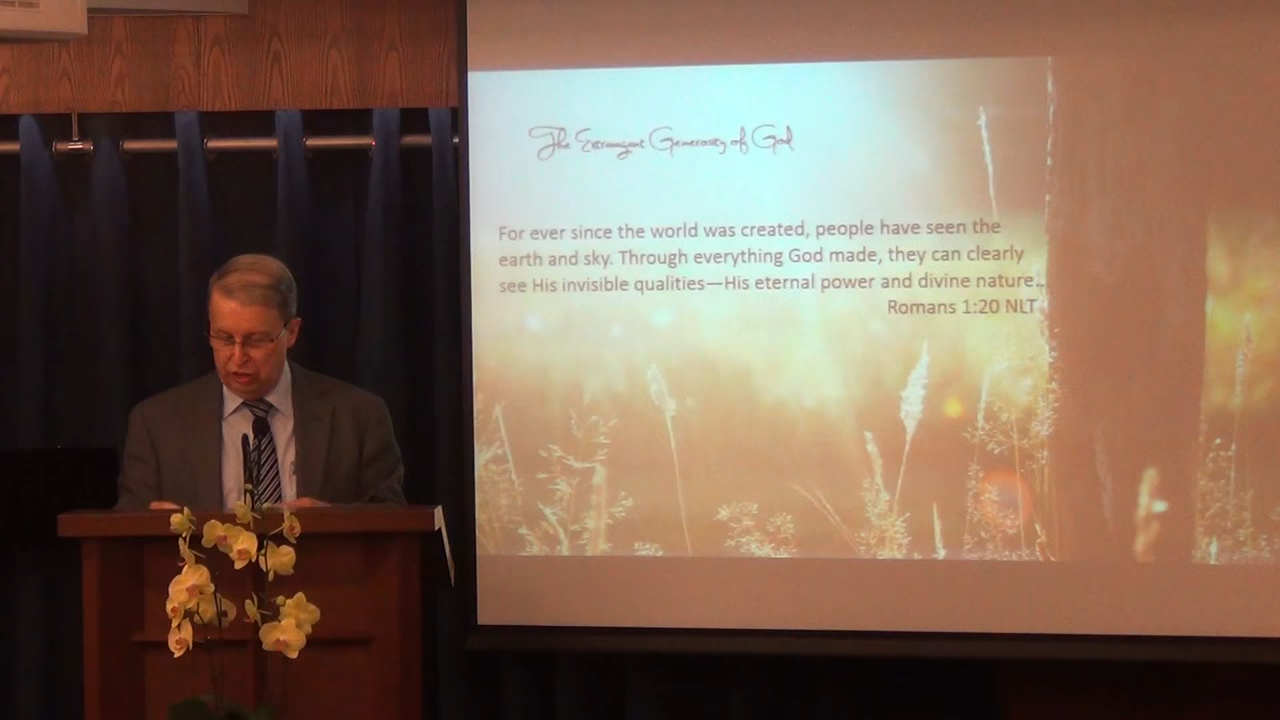 The Extravagant Generosity of God
For ever since the world was created, people have seen the
earth and sky. Through everything God made, they can clearly
see His invisible qualities—His eternal power and divine nature..
Romans 1:20 NLT